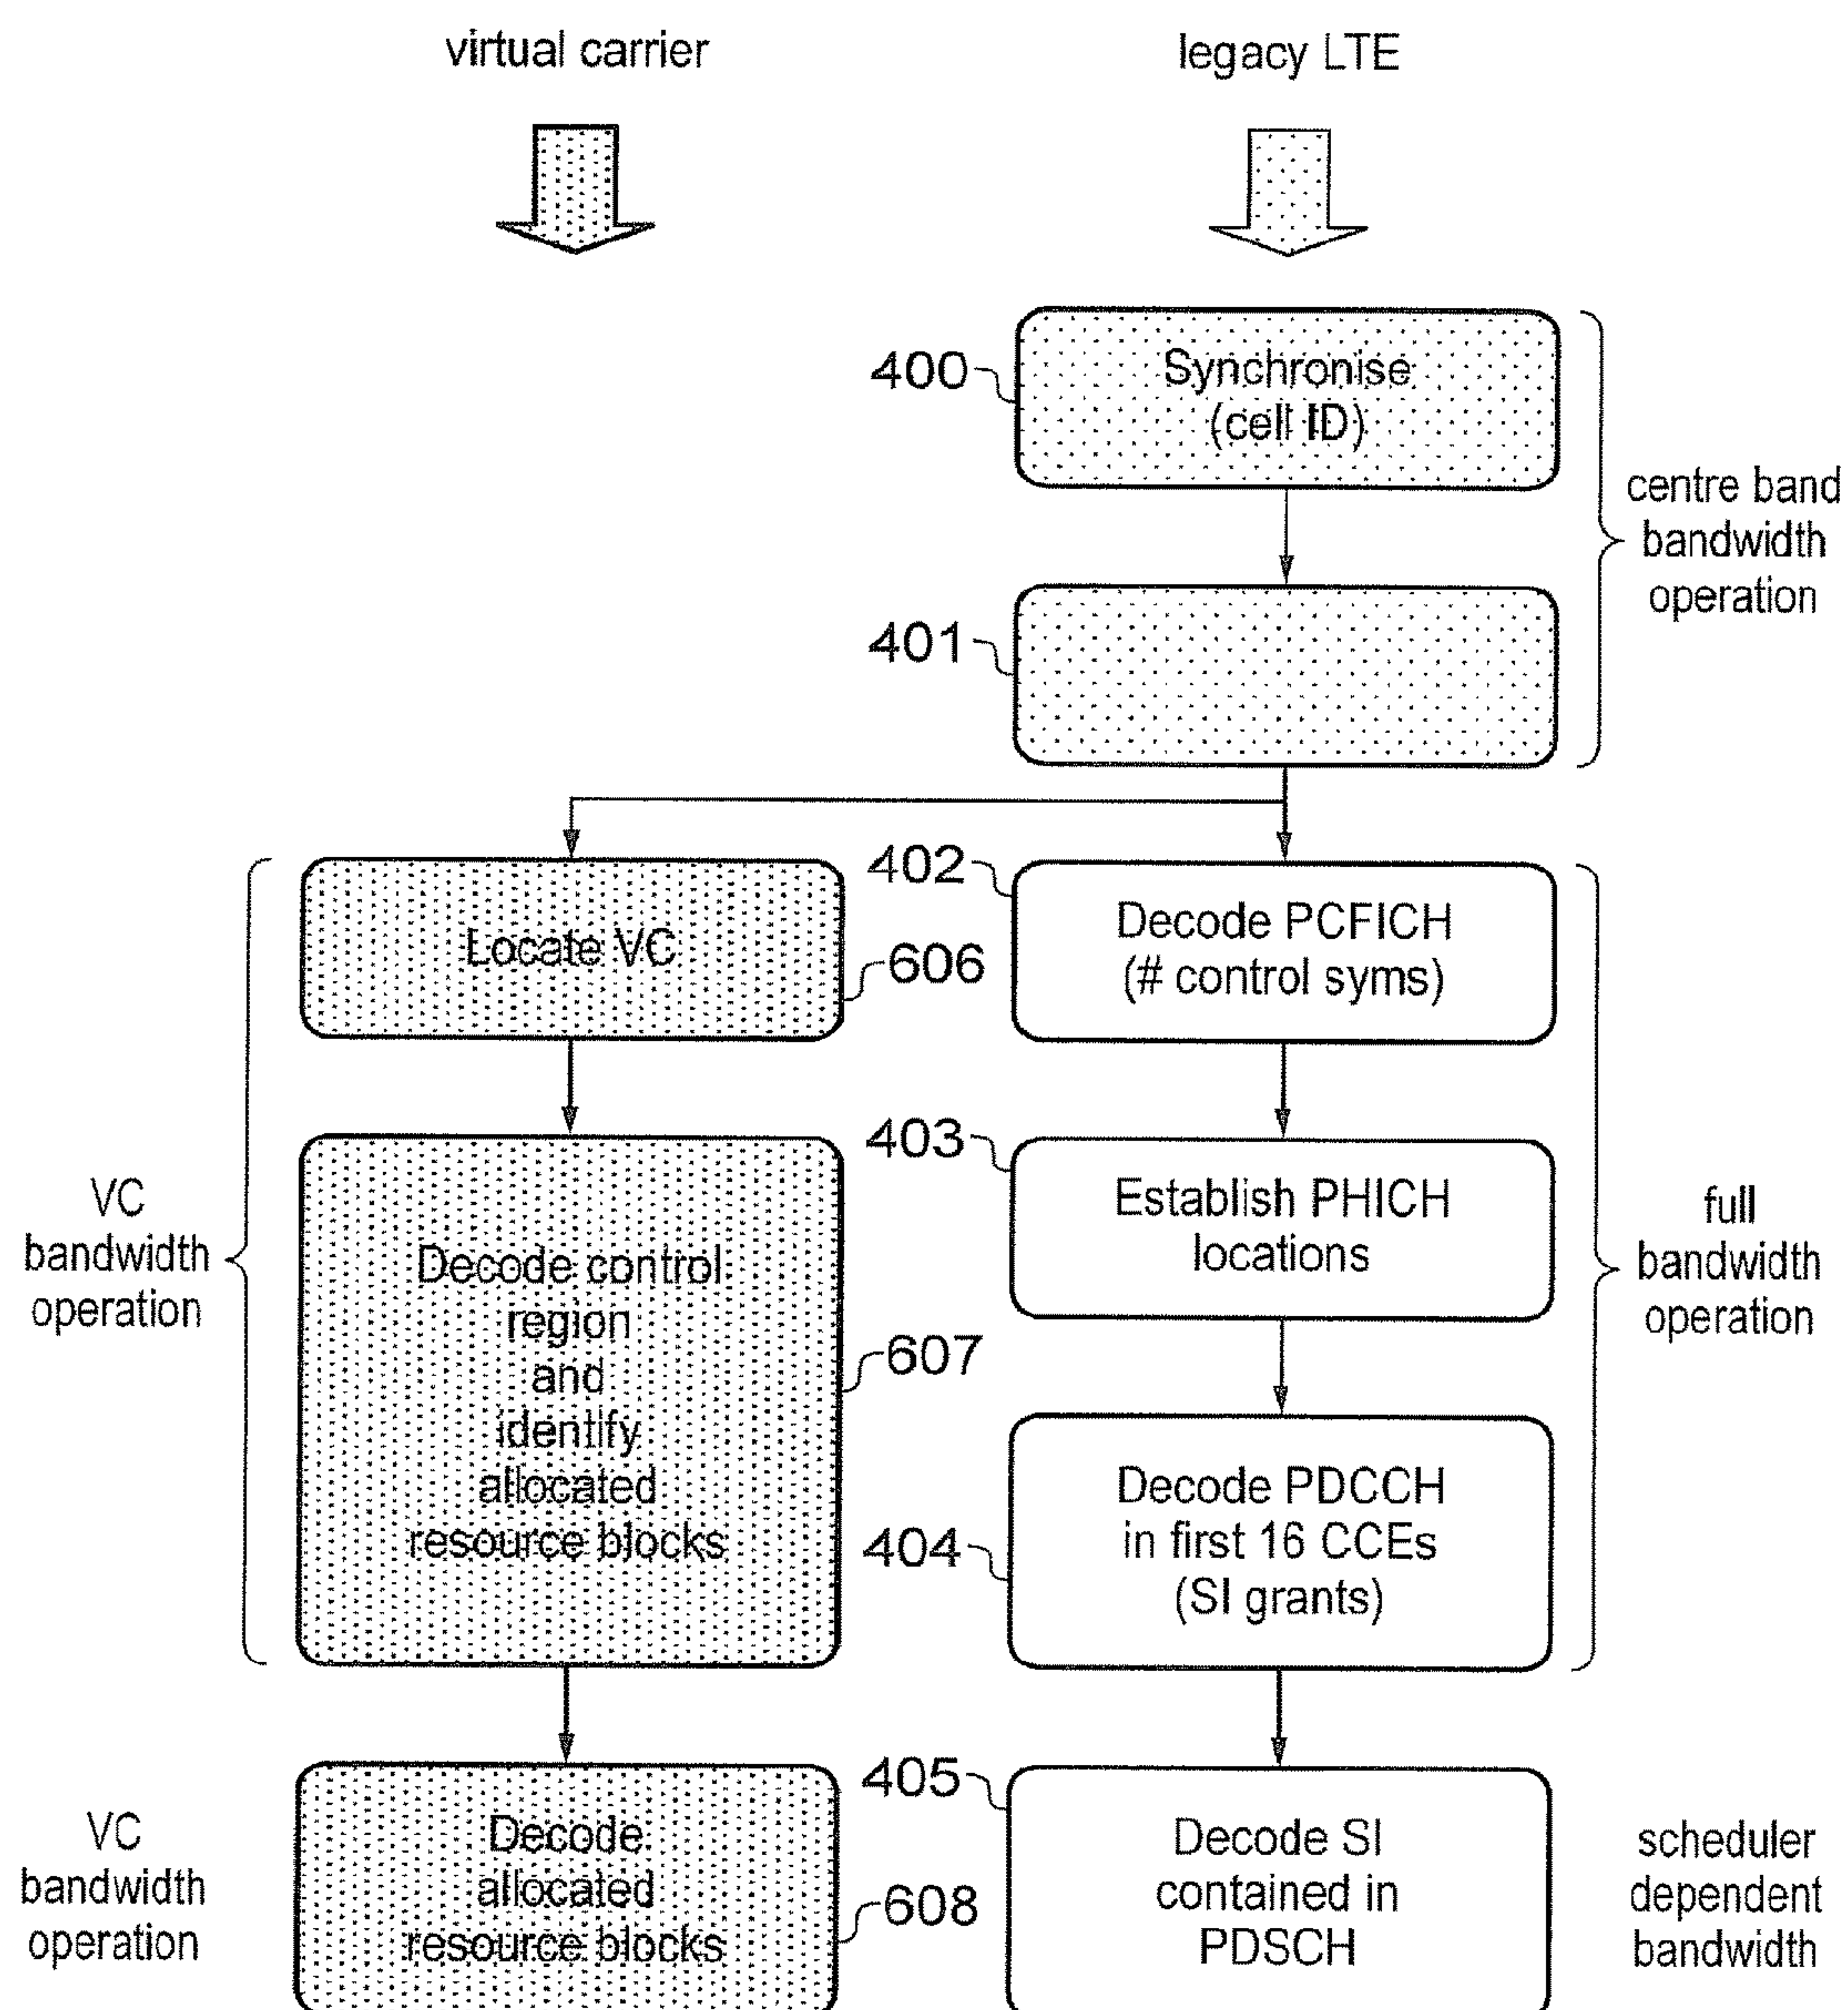 virtual carrier
legacy LTE
400
Synchronise
(cell ID)
centre band
bandwidth
operation
401
402
Locate VC
606
Decode PCFICH
(# control syms)
403
VC
bandwidth
operation
Decode control
region
and
identify
allocated
resource blocks
607
Establish PHICH
locations
full
bandwidth
operation
404
Decode PDCCH
in first 16 CCEs
(SI grants)
405
VC
bandwidth
operation
Decode
allocated
resource blocks
608
Decode SI
contained in
PDSCH
scheduler
dependent
bandwidth